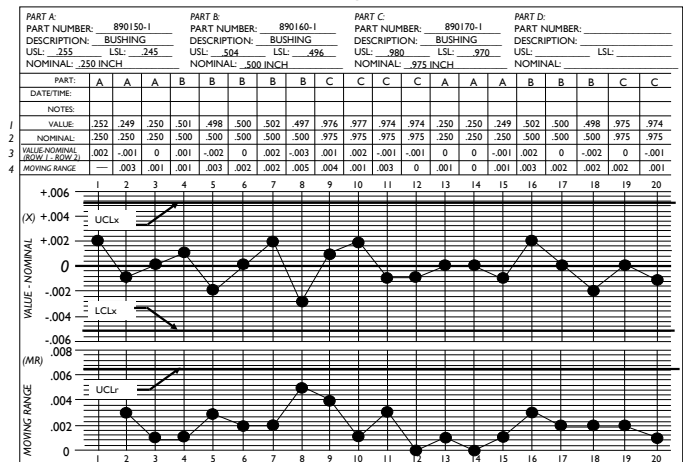 PART A: PART B: PART C: PART D:
PART NUMBER: 890150-1 PART NUMBER: 890160-1 PART NUMBER: 890170-1 PART NUMBER:
DESCRIPTION: BUSHING DESCRIPTION: BUSHING DESCRIPTION: BUSHING DESCRIPTION:
USL: .255 LSL: .245 USL: .504 LSL: .496 USL: .980 LSL: .970 USL: LSL:
NOMINAL: .250 INCH NOMINAL: .500 INCH NOMINAL: .975 INCH NOMINAL:
PART: A A A B B B B B C C C C A A A B B B C C
DATE/TIME:
NOTES:
1 VALUE: .252 .249 .250 .501 .498 .500 .502 .497 .976 .977 .974 .974 .250 .250 .249 .502 .500 .498 .975 .974
2 NOMINAL: .250 .250 .250 .500 .500 .500 .500 .500 .975 .975 .975 .975 .250 .250 .250 .500 .500 .500 .975 .975
3 VALUE-NOMINAL (ROW 1 - ROW 2) .002 -.001 0 .001 -.002 0 .002 -.003 .001 .002 -.001 -.001 0 0 -.001 .002 0 -.002 0 -.001
4 MOVING RANGE — .003 .001 .001 .003 .002 .002 .005 .004 .001 .003 0 .001 0 .001 .003 .002 .002 .002 .001
1 2 3 4 5 6 7 8 9 10 11 12 13 14 15 16 17 18 19 20
+.006
(X) +.004
UCLx
+.002
0
-.002
-.004
LCLx
-.006
VALUE - NOMINAL
.008
(MR)
.006
UCLr
.004
.002
0
MOVING RANGE
1 2 3 4 5 6 7 8 9 10 11 12 13 14 15 16 17 18 19 20